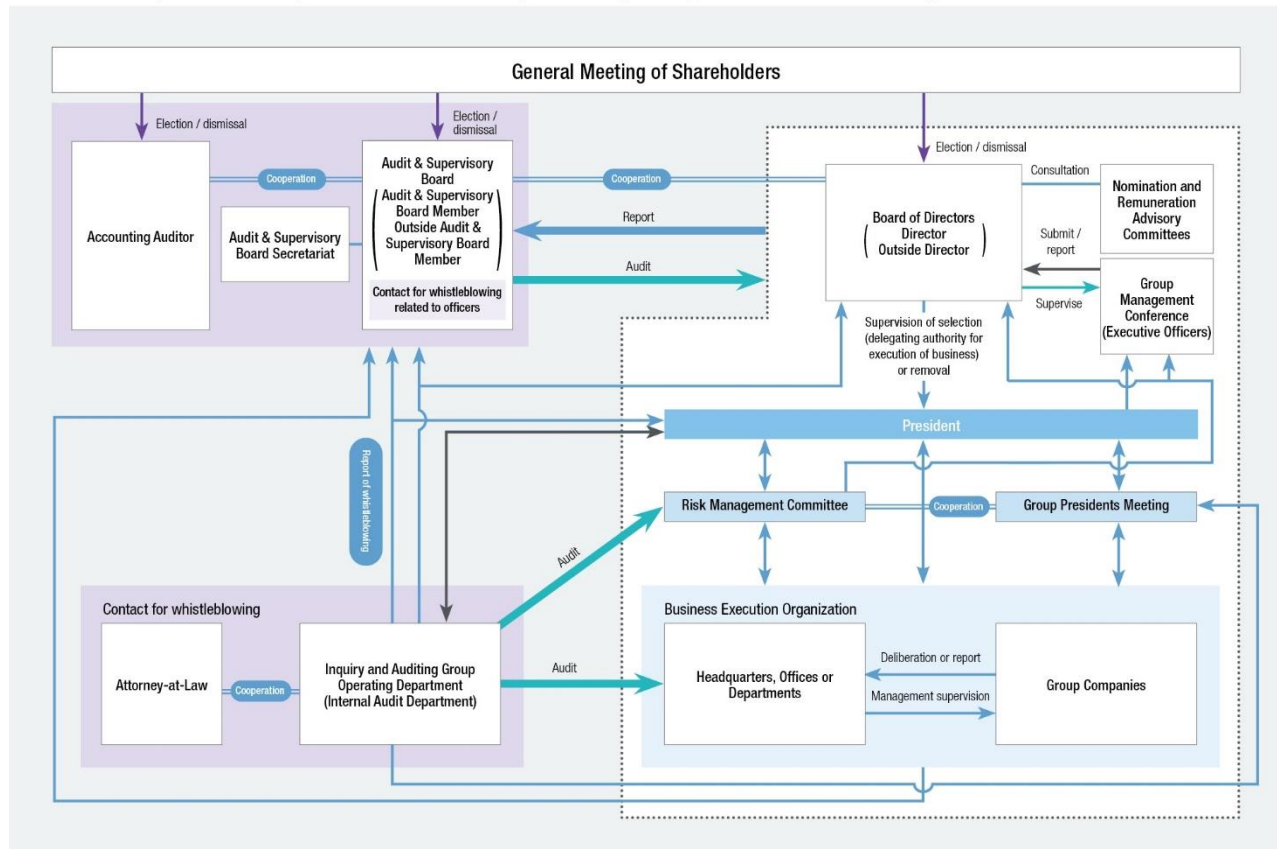 General Meeting of Shareholders
Election / dismissal
Election /
dismissal
Election / dismissal
Accounting Auditor
Cooperation
Audit & Supervisory
Board Secretariat
Audit & Supervisory
Board
(Audit & Supervisory
Board Member
Outside Audit &
Supervisory Board
Member)
Contact for whistleblowing
related to officers
Cooperation
Report
Audit
Board of Directors
(Director
Outside Director)
Consultation
Nomination and
Remuneration
Advisory
Committees
Submit /
report
Supervise
Group
Management
Conference
(Executive Officers)
Supervision of selection
(delegating authority for
execution of business)
or removal
President
Report of whistleblowing
Risk Management Committee
Cooperation
Group Presidents Meeting
Audit
Contact for whistleblowing
Attorney-at-Law
Cooperation
Inquiry and Auditing Group
Operating Department
(Internal Audit Department)
Audit
Business Execution Organization
Headquarters, Offices or
Departments
Deliberation or report
Management supervision
Group Companies